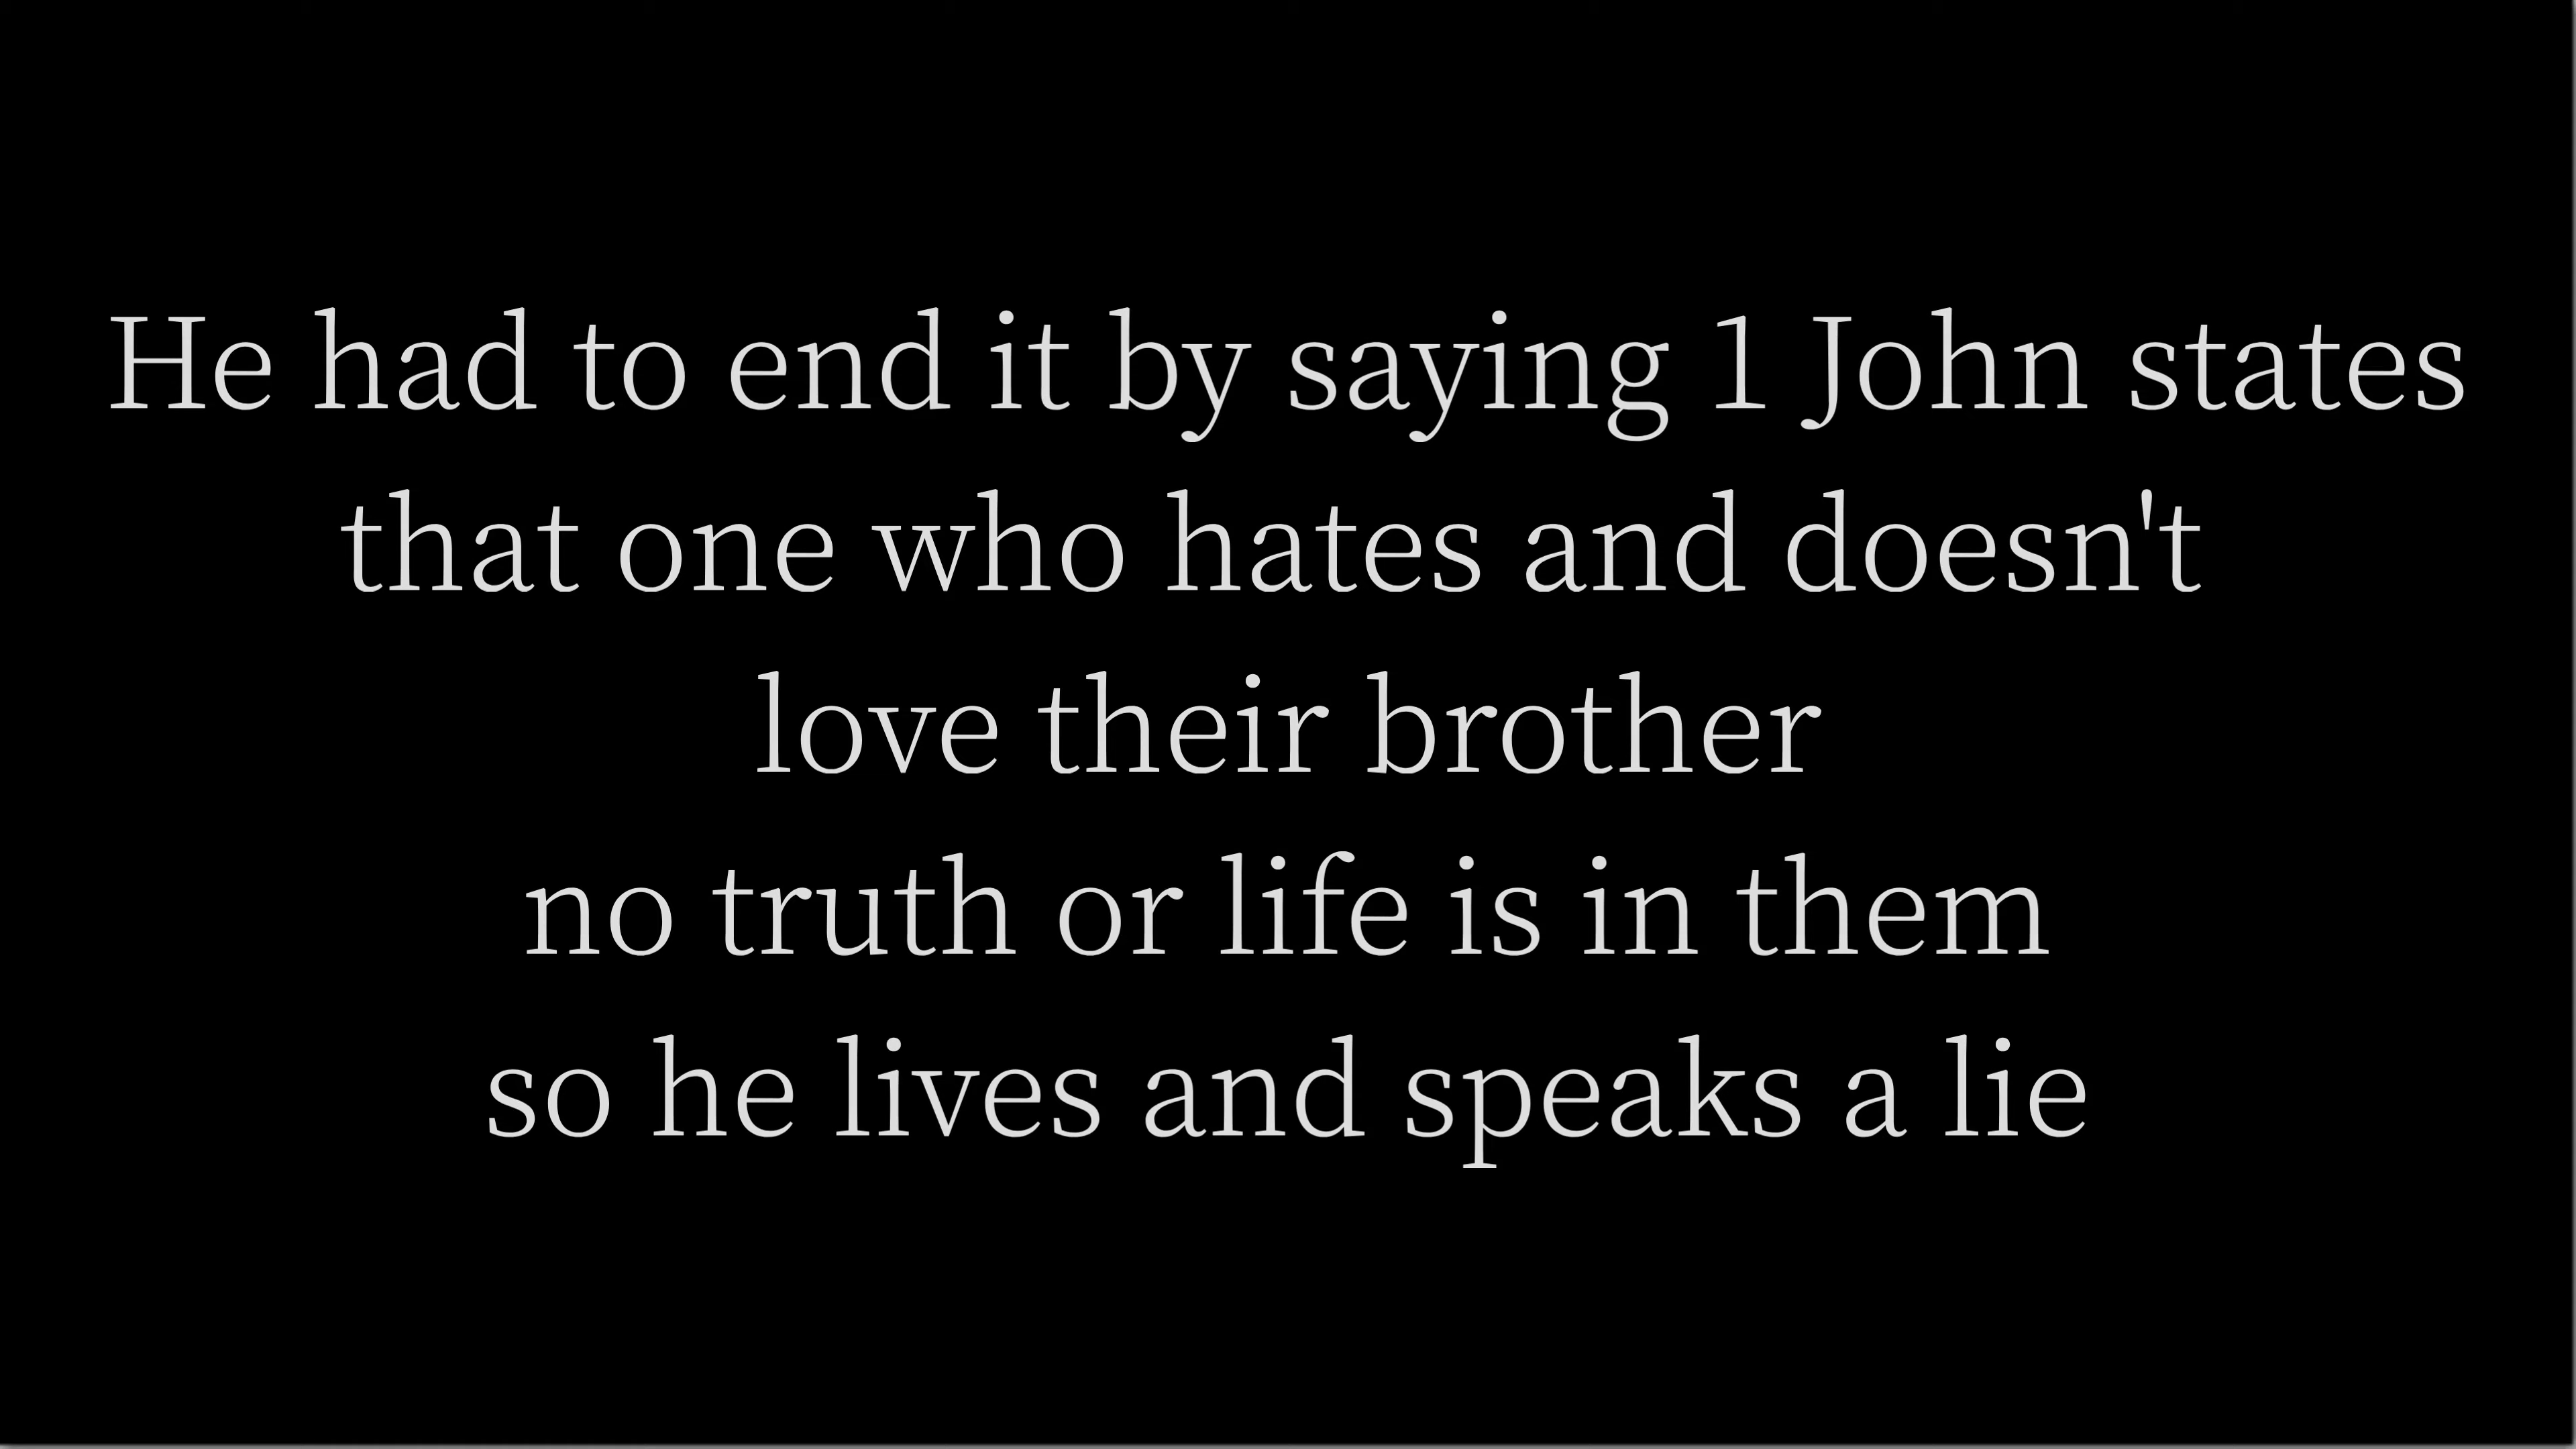 He had to end it by saying 1 John states
that one who hates and doesn't
love their brother
no truth or life is in them
so he lives and speaks a lie